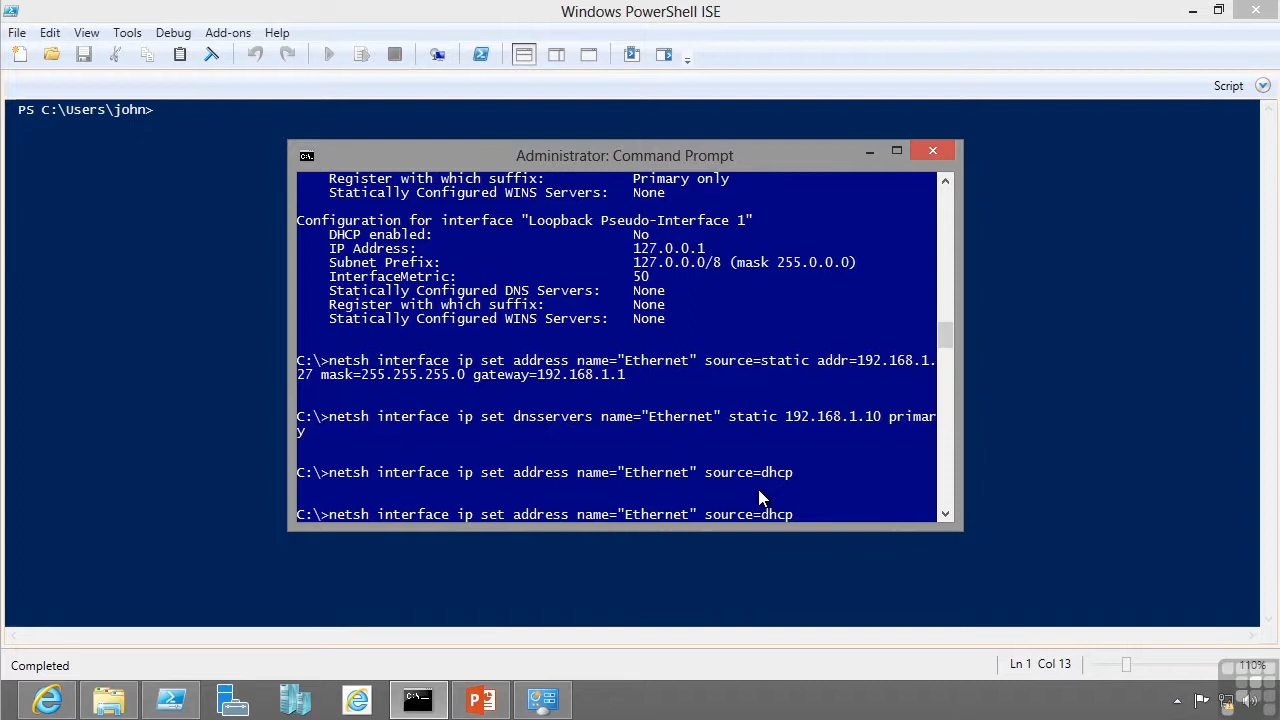 Windows PowerShell ISE
File Edit View Tools Debug Add-ons Help
Script
PS C:\Users\john>
Administrator: Command Prompt
Register with which suffix: Primary only
Statically Configured WINS Servers: None
Configuration for interface "Loopback Pseudo-Interface 1"
DHCP enabled: No
IP Address: 127.0.0.1
Subnet Prefix: 127.0.0.0/8 (mask 255.0.0.0)
InterfaceMetric: 50
Statically Configured DNS Servers: None
Register with which suffix: None
Statically Configured WINS Servers: None
C:\>netsh interface ip set address name="Ethernet" source=static addr=192.168.1.
27 mask=255.255.255.0 gateway=192.168.1.1
C:\>netsh interface ip set dnsservers name="Ethernet" static 192.168.1.10 primar
y
C:\>netsh interface ip set address name="Ethernet" source=dhcp
C:\>netsh interface ip set address name="Ethernet" source=dhcp
Completed
Ln 1 Col 13
110%